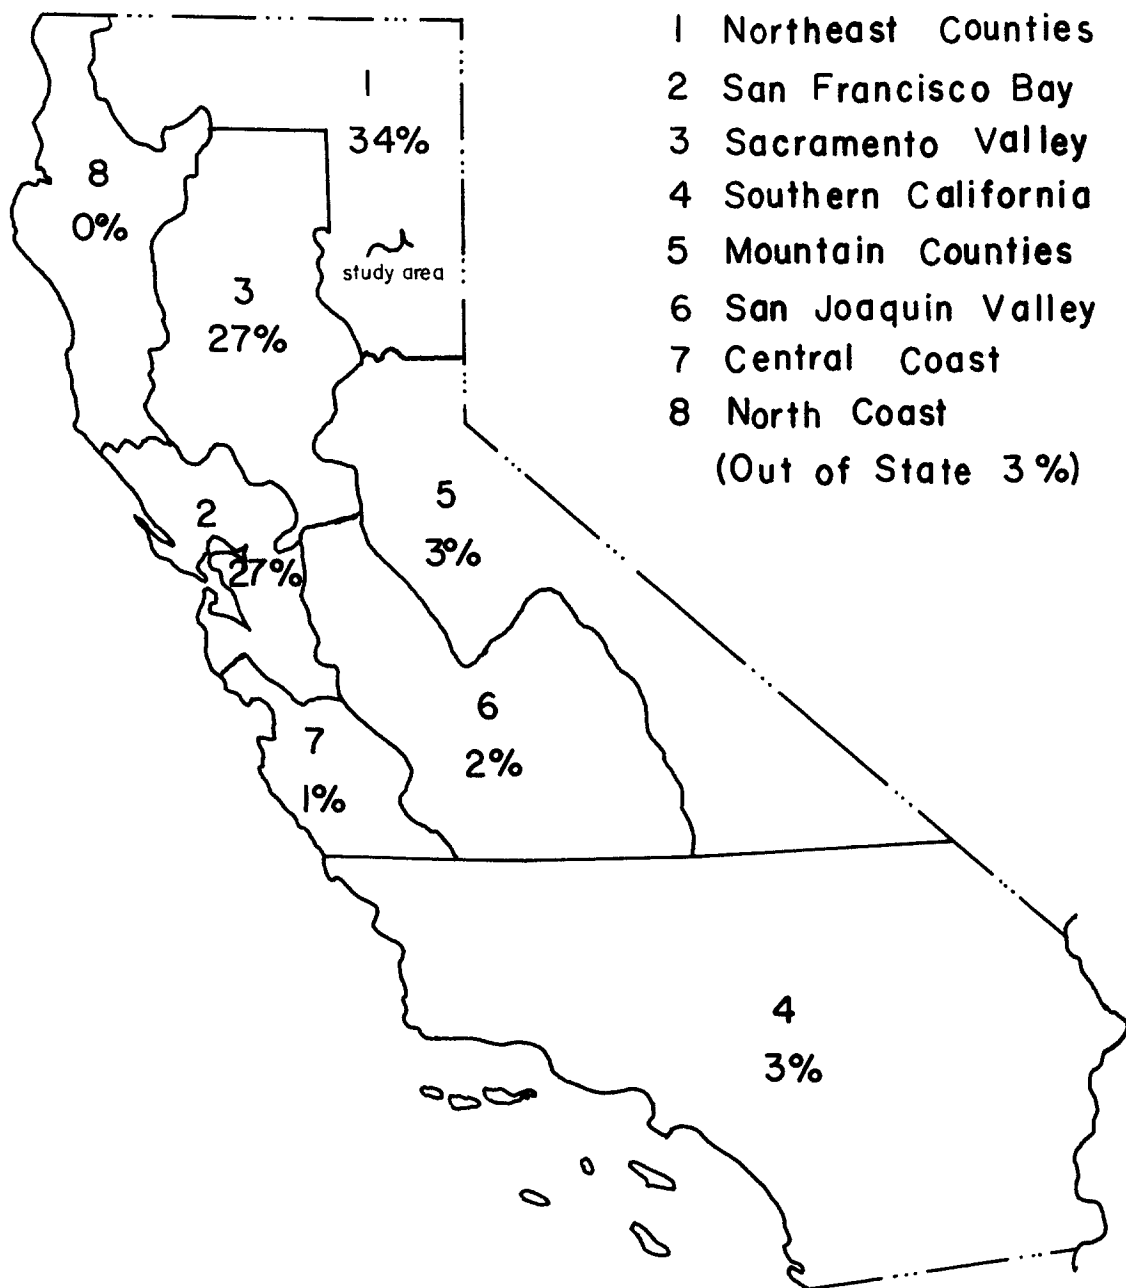 1 Northeast Counties
2 San Francisco Bay
3 Sacramento Valley
4 Southern California
5 Mountain Counties
6 San Joaquin Valley
7 Central Coast
8 North Coast
(Out of State 3%)
1
34%
8
0%
study area
3
27%
5
3%
2
27%
6
2%
7
1%
4
3%